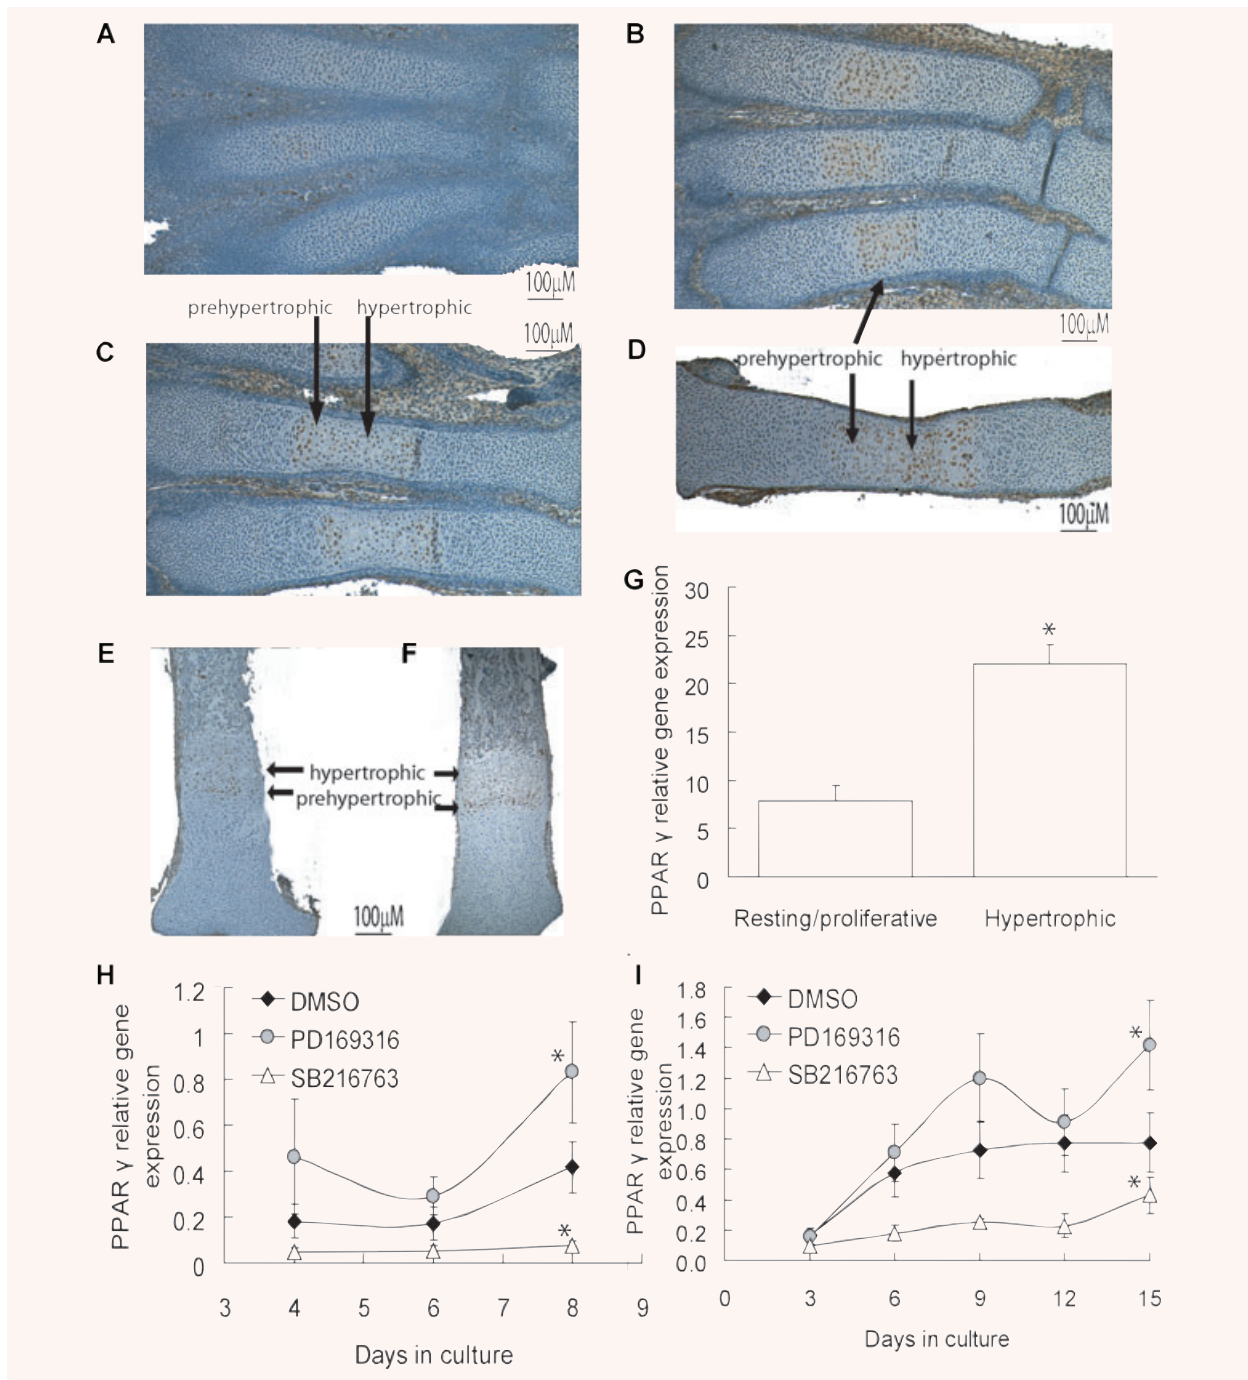 A
B
100µM
100µM
prehypertrophic hypertrophic
100µM
C
D
prehypertrophic hypertrophic
100µM
E
F
hypertrophic
prehypertrophic
100µM
G
PPAR γ relative gene expression
30
25
20
15
10
5
0
*
Resting/proliferative
Hypertrophic
H
PPAR γ relative gene
expression
1.2
1
0.8
0.6
0.4
0.2
0
DMSO
PD169316
SB216763
*
*
3 4 5 6 7 8 9
Days in culture
I
PPAR γ relative gene
expression
1.8
1.6
1.4
1.2
1.0
0.8
0.6
0.4
0.2
0.0
DMSO
PD169316
SB216763
*
*
0 3 6 9 12 15
Days in culture